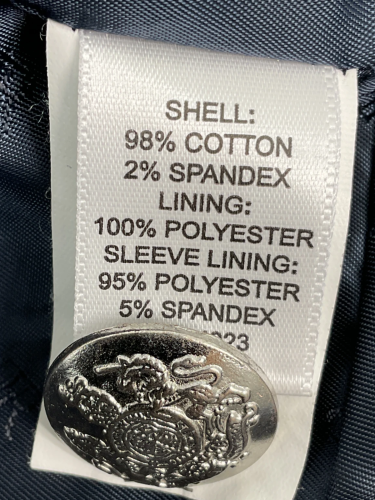 SHELL:
98% COTTON
2% SPANDEX
LINING:
100% POLYESTER
SLEEVE LINING:
95% POLYESTER
5% SPANDEX